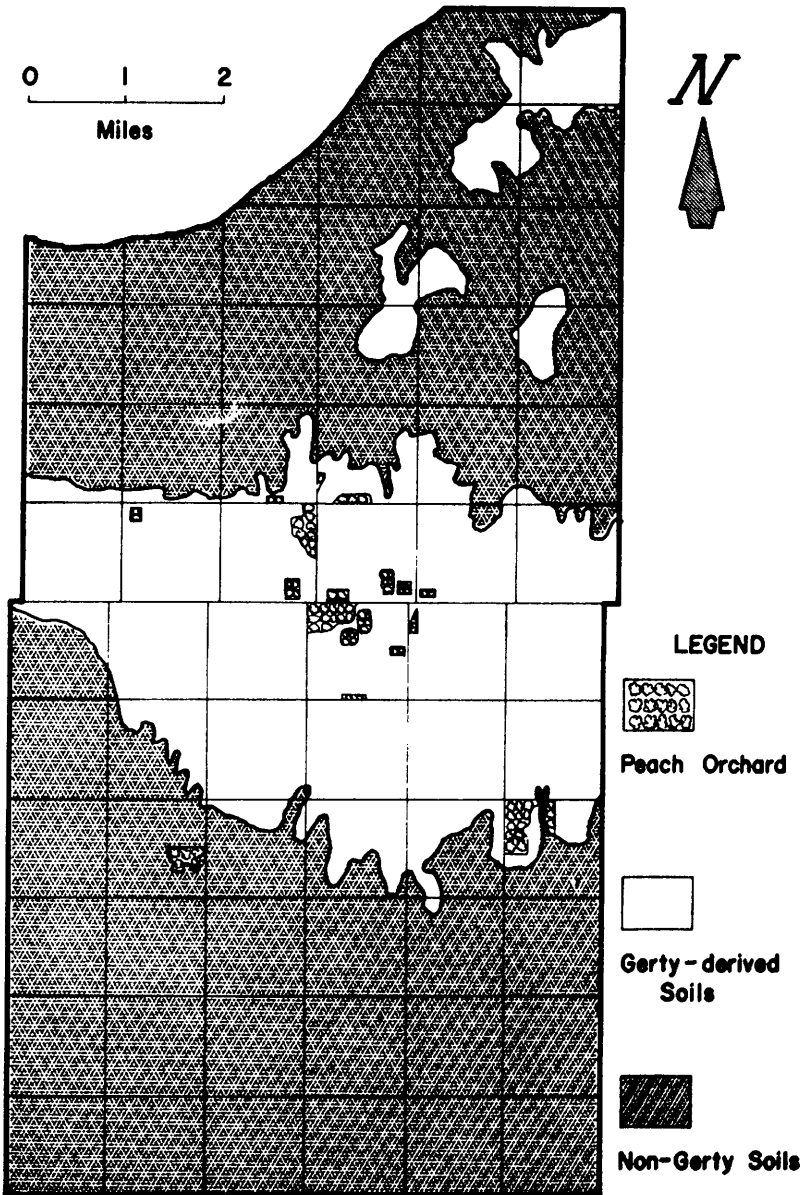 0 1 2
Miles
N
LEGEND
Peach Orchard
Gerty-derived
Soils
Non-Gerty Soils